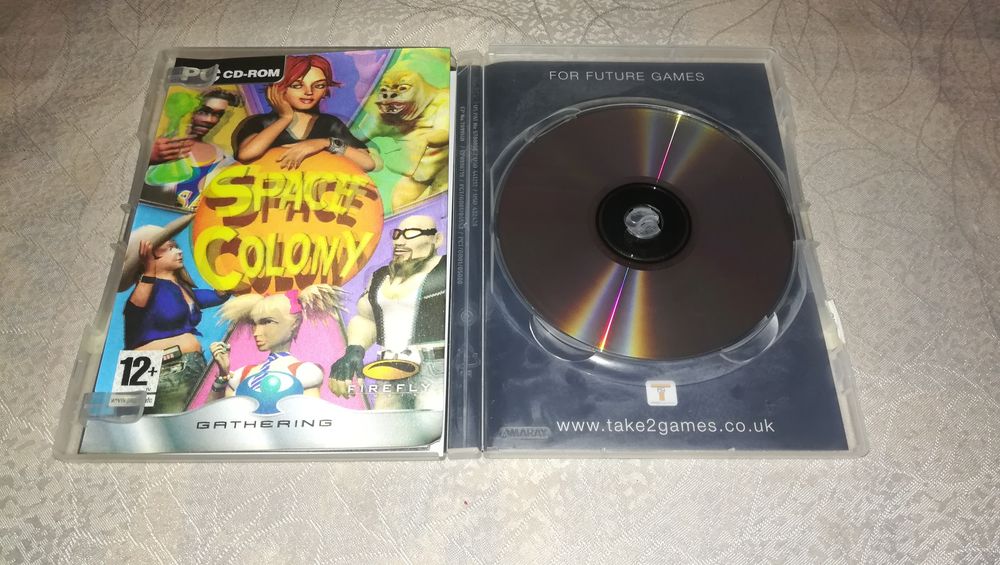 PC CD-ROM
SPACE
COLONY
12+
FIREFLY
GATHERING
FOR FUTURE GAMES
AMARAY
www.take2games.co.uk